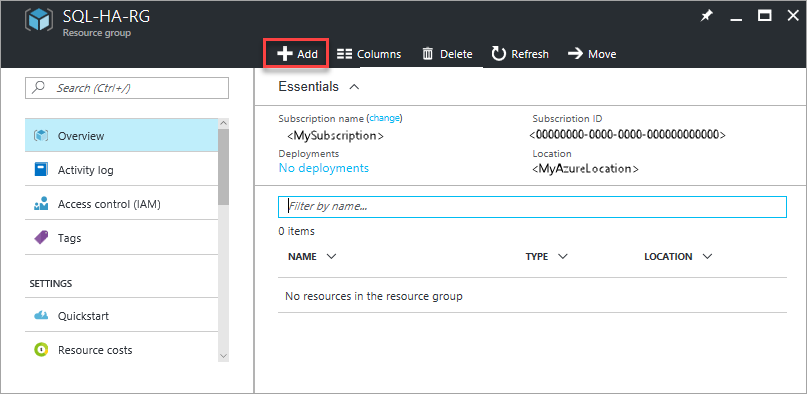 SQL-HA-RG
Resource group
Add Columns Delete Refresh Move
Search (Ctrl+/)
Overview
Activity log
Access control (IAM)
Tags
SETTINGS
Quickstart
Resource costs
Essentials
Subscription name (change) Subscription ID
<MySubscription> <00000000-0000-0000-000000000000>
Deployments Location
No deployments <MyAzureLocation>
Filter by name...
0 items
NAME TYPE LOCATION
No resources in the resource group